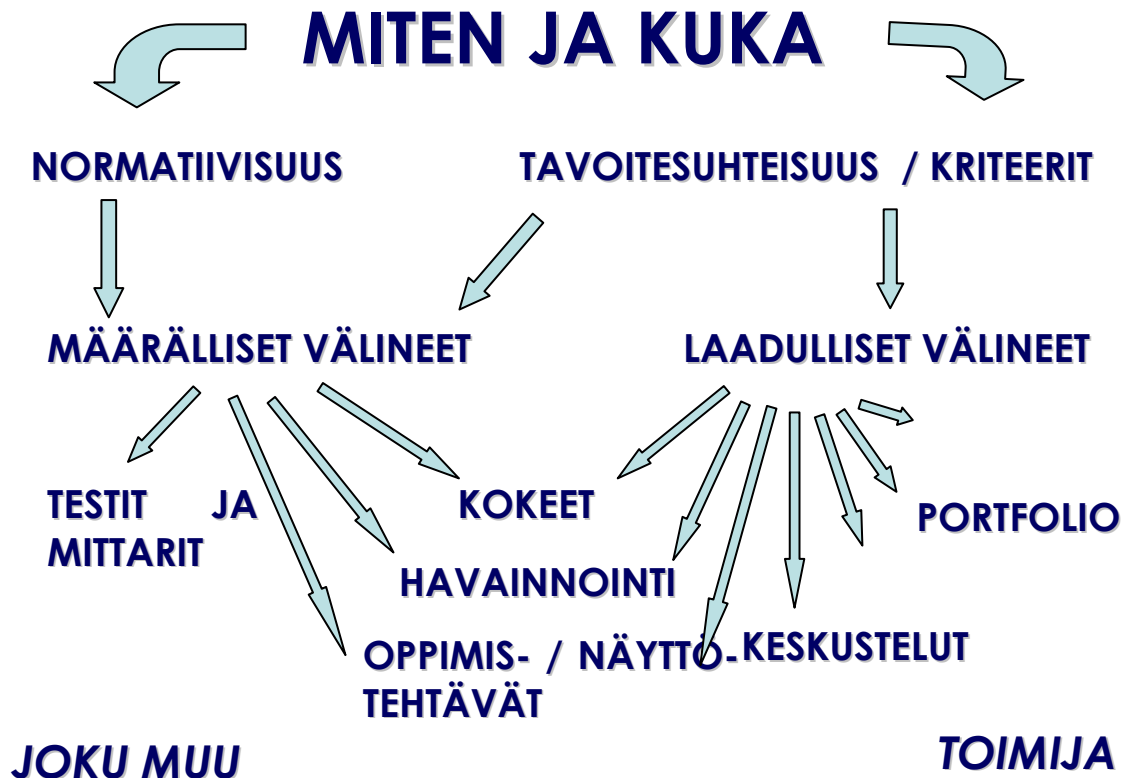 MITEN JA KUKA
NORMATIIVISUUS
TAVOITESUHTEISUUS / KRITEERIT
MÄÄRÄLLISET VÄLINEET
LAADULLISET VÄLINEET
TESTIT JA
MITTARIT
KOKEET
PORTFOLIO
HAVAINNOINTI
OPPIMIS- / NÄYTTÖ-
TEHTÄVÄT
KESKUSTELUT
JOKU MUU
TOIMIJA